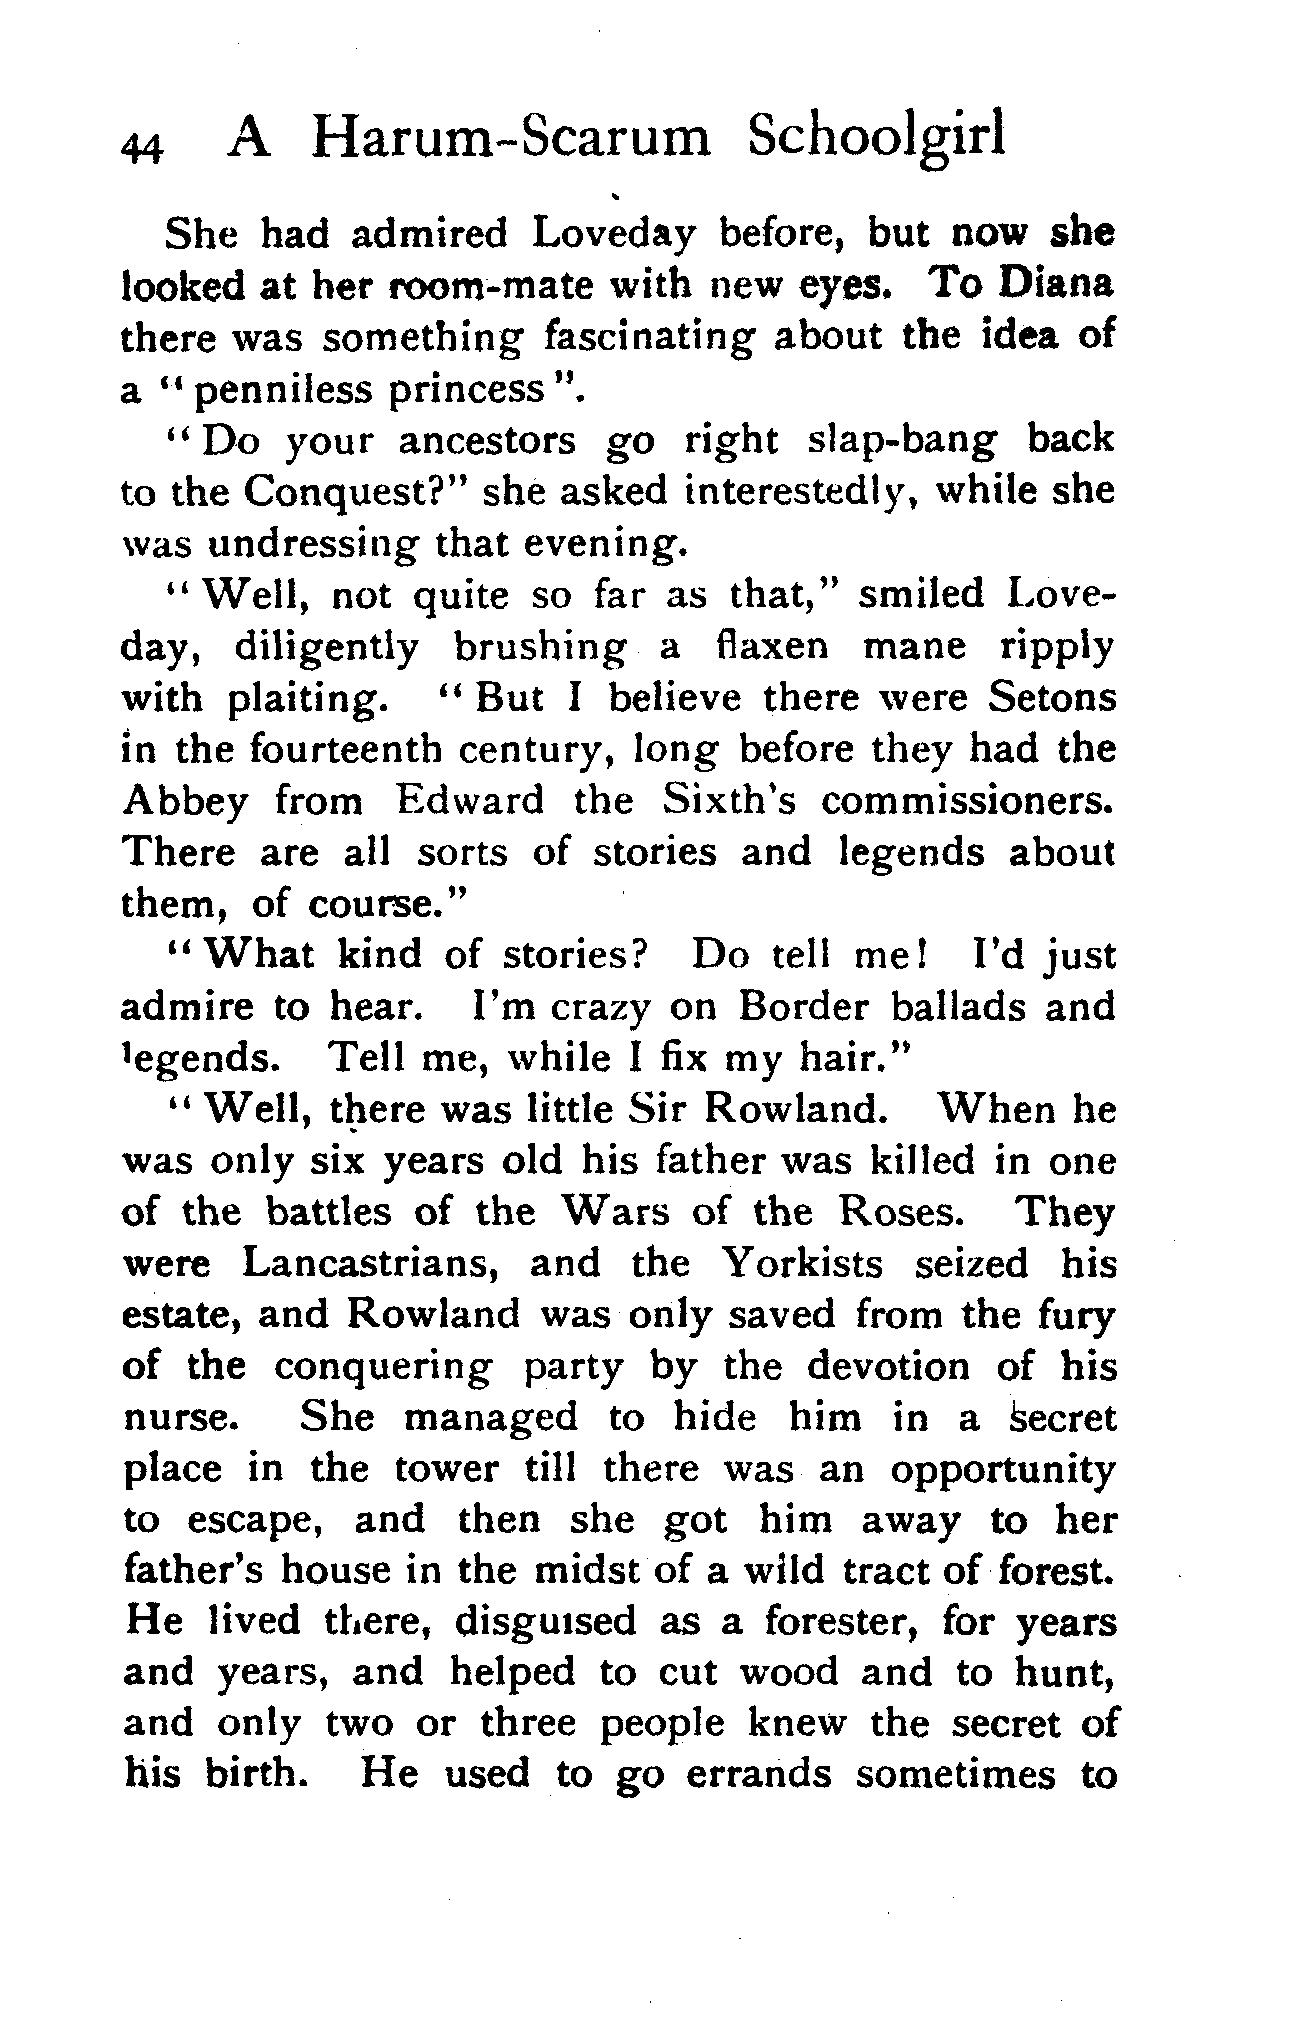 44 A Harum-Scarum Schoolgirl
She had admired Loveday before, but now she
looked at her room-mate with new eyes. To Diana
there was something fascinating about the idea of
a "penniless princess".
"Do your ancestors go right slap-bang back
to the Conquest?" she asked interestedly, while she
was undressing that evening.
"Well, not quite so far as that," smiled Love-
day, diligently brushing a flaxen mane ripply
with plaiting. "But I believe there were Setons
in the fourteenth century, long before they had the
Abbey from Edward the Sixth's commissioners.
There are all sorts of stories and legends about
them, of course."
"What kind of stories? Do tell me! I'd just
admire to hear. I'm crazy on Border ballads and
legends. Tell me, while I fix my hair."
"Well, there was little Sir Rowland. When he
was only six years old his father was killed in one
of the battles of the Wars of the Roses. They
were Lancastrians, and the Yorkists seized his
estate, and Rowland was only saved from the fury
of the conquering party by the devotion of his
nurse. She managed to hide him in a secret
place in the tower till there was an opportunity
to escape, and then she got him away to her
father's house in the midst of a wild tract of forest.
He lived there, disguised as a forester, for years
and years, and helped to cut wood and to hunt,
and only two or three people knew the secret of
his birth. He used to go errands sometimes to